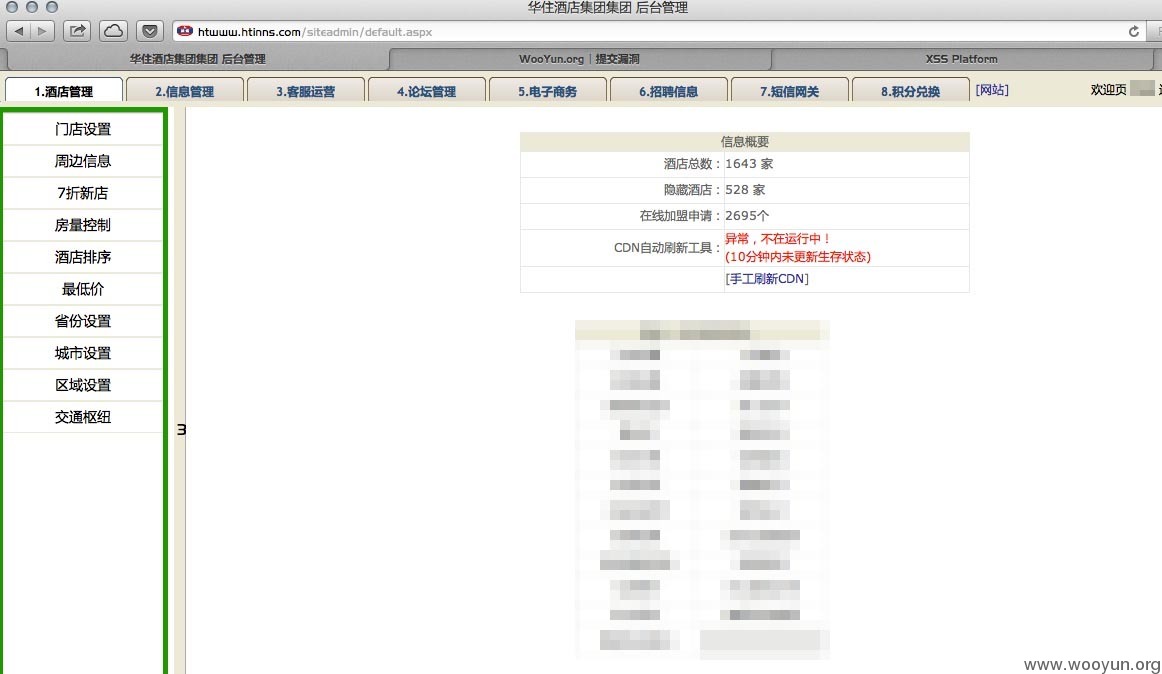 华住酒店集团集团 后台管理
htwww.htinns.com/siteadmin/default.aspx
华住酒店集团集团 后台管理
WooYun.org | 提交漏洞
XSS Platform
1.酒店管理
2.信息管理
3.客服运营
4.论坛管理
5.电子商务
6.招聘信息
7.短信网关
8.积分兑换
[网站]
欢迎页
门店设置
周边信息
7折新店
房量控制
酒店排序
最低价
省份设置
城市设置
区域设置
交通枢纽
3
信息概要
酒店总数：1643 家
隐藏酒店：528 家
在线加盟申请：2695个
CDN自动刷新工具：异常，不在运行中！
(10分钟内未更新生存状态)
[手工刷新CDN]
www.wooyun.org